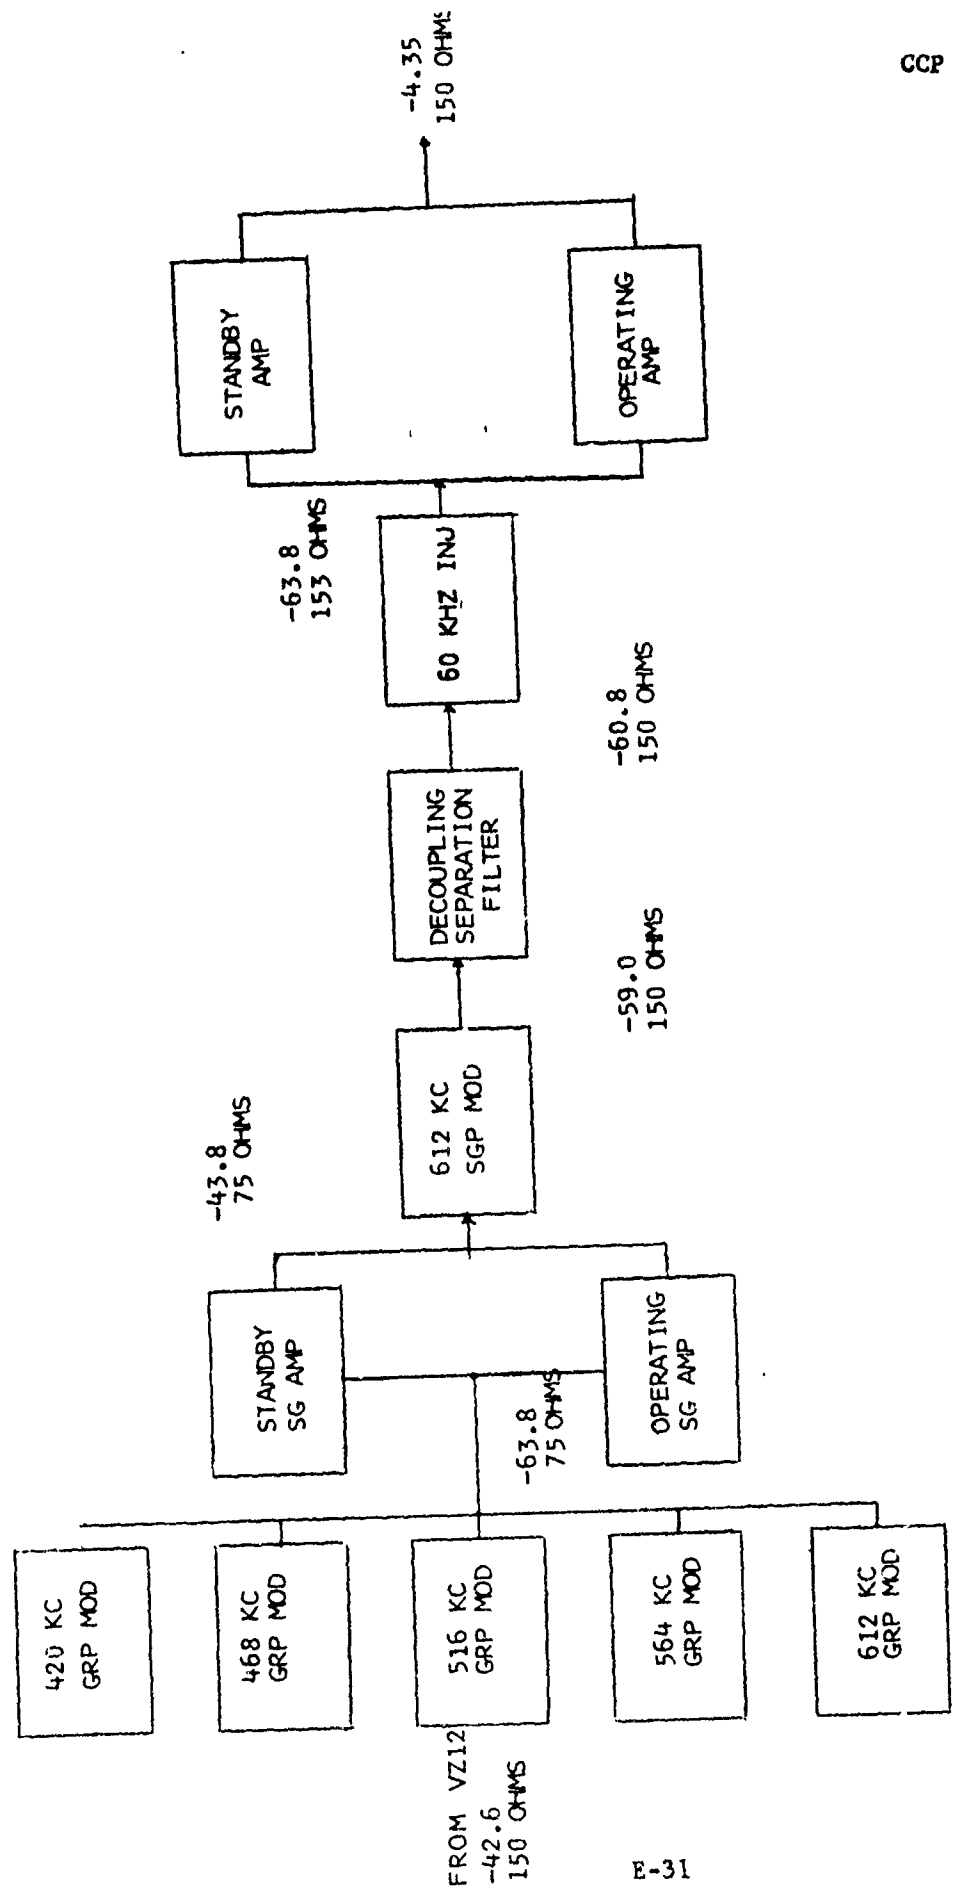 CCP
420 KC
GRP MOD
468 KC
GRP MOD
FROM VZ12
-42.6
150 OHMS
516 KC
GRP MOD
564 KC
GRP MOD
612 KC
GRP MOD
-63.8
75 OHMS
STANDBY
SG AMP
OPERATING
SG AMP
-43.8
75 OHMS
612 KC
SGP MOD
-59.0
150 OHMS
DECOUPLING
SEPARATION
FILTER
-60.8
150 OHMS
60 KHZ INJ
-63.8
153 OHMS
STANDBY
AMP
OPERATING
AMP
-4.35
150 OHMS
E-31